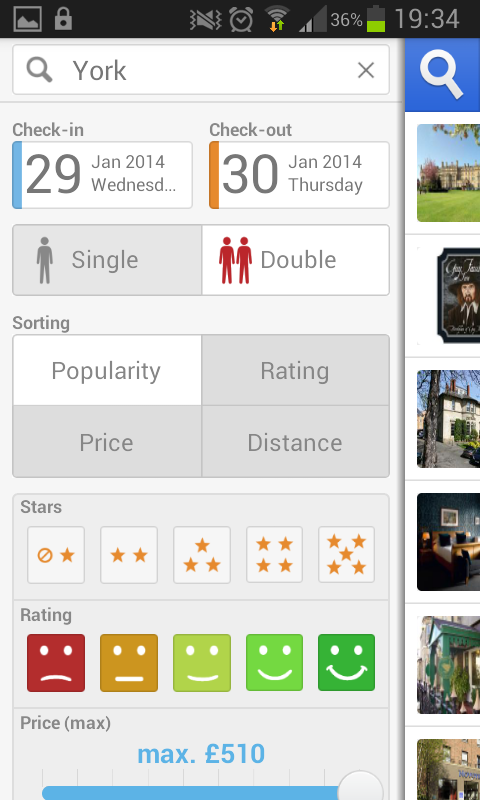 36% 19:34
York
Check-in Check-out
29 Jan 2014 Wednesd...
30 Jan 2014 Thursday
Single Double
Sorting
Popularity Rating
Price Distance
Stars
Rating
Price (max)
max. £510